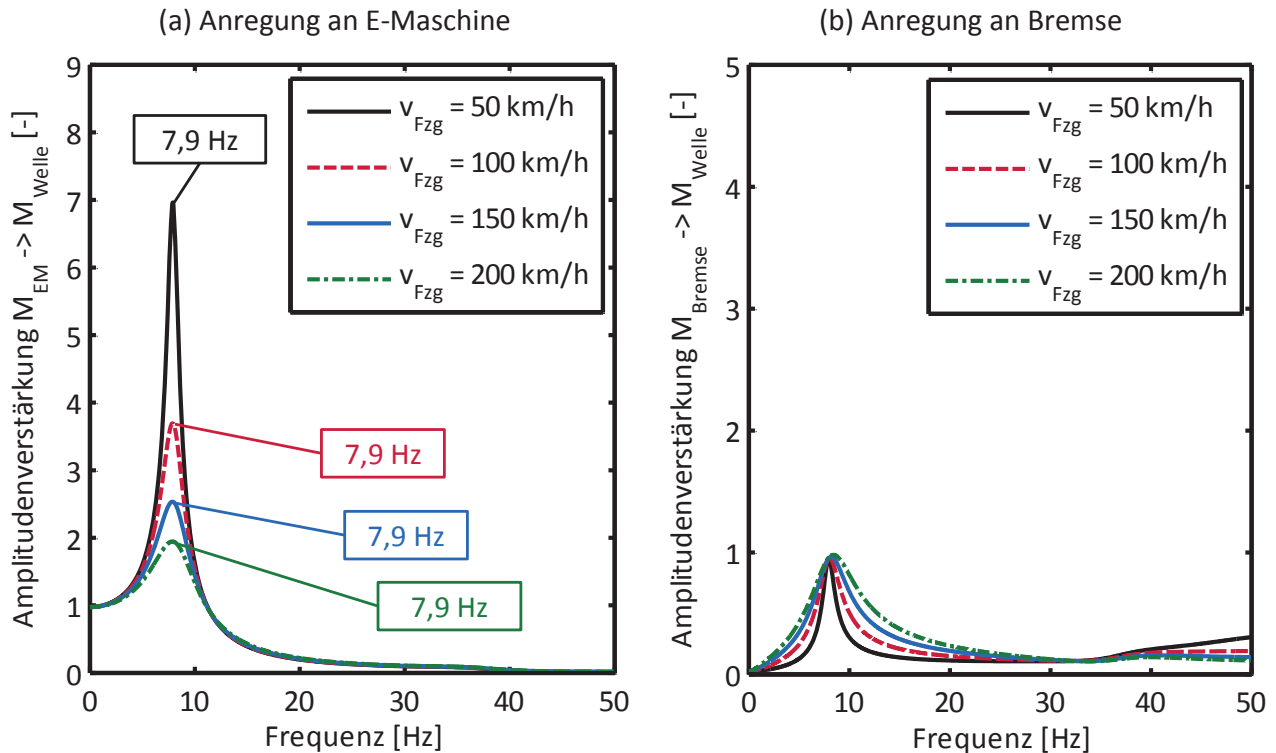 (a) Anregung an E-Maschine
Amplitudenverstärkung M_EM -> M_Welle [-]
9
8
7
6
5
4
3
2
1
0
v_Fzg = 50 km/h
v_Fzg = 100 km/h
v_Fzg = 150 km/h
v_Fzg = 200 km/h
7,9 Hz
7,9 Hz
7,9 Hz
7,9 Hz
0 10 20 30 40 50
Frequenz [Hz]
(b) Anregung an Bremse
Amplitudenverstärkung M_Bremse -> M_Welle [-]
5
4
3
2
1
0
v_Fzg = 50 km/h
v_Fzg = 100 km/h
v_Fzg = 150 km/h
v_Fzg = 200 km/h
0 10 20 30 40 50
Frequenz [Hz]